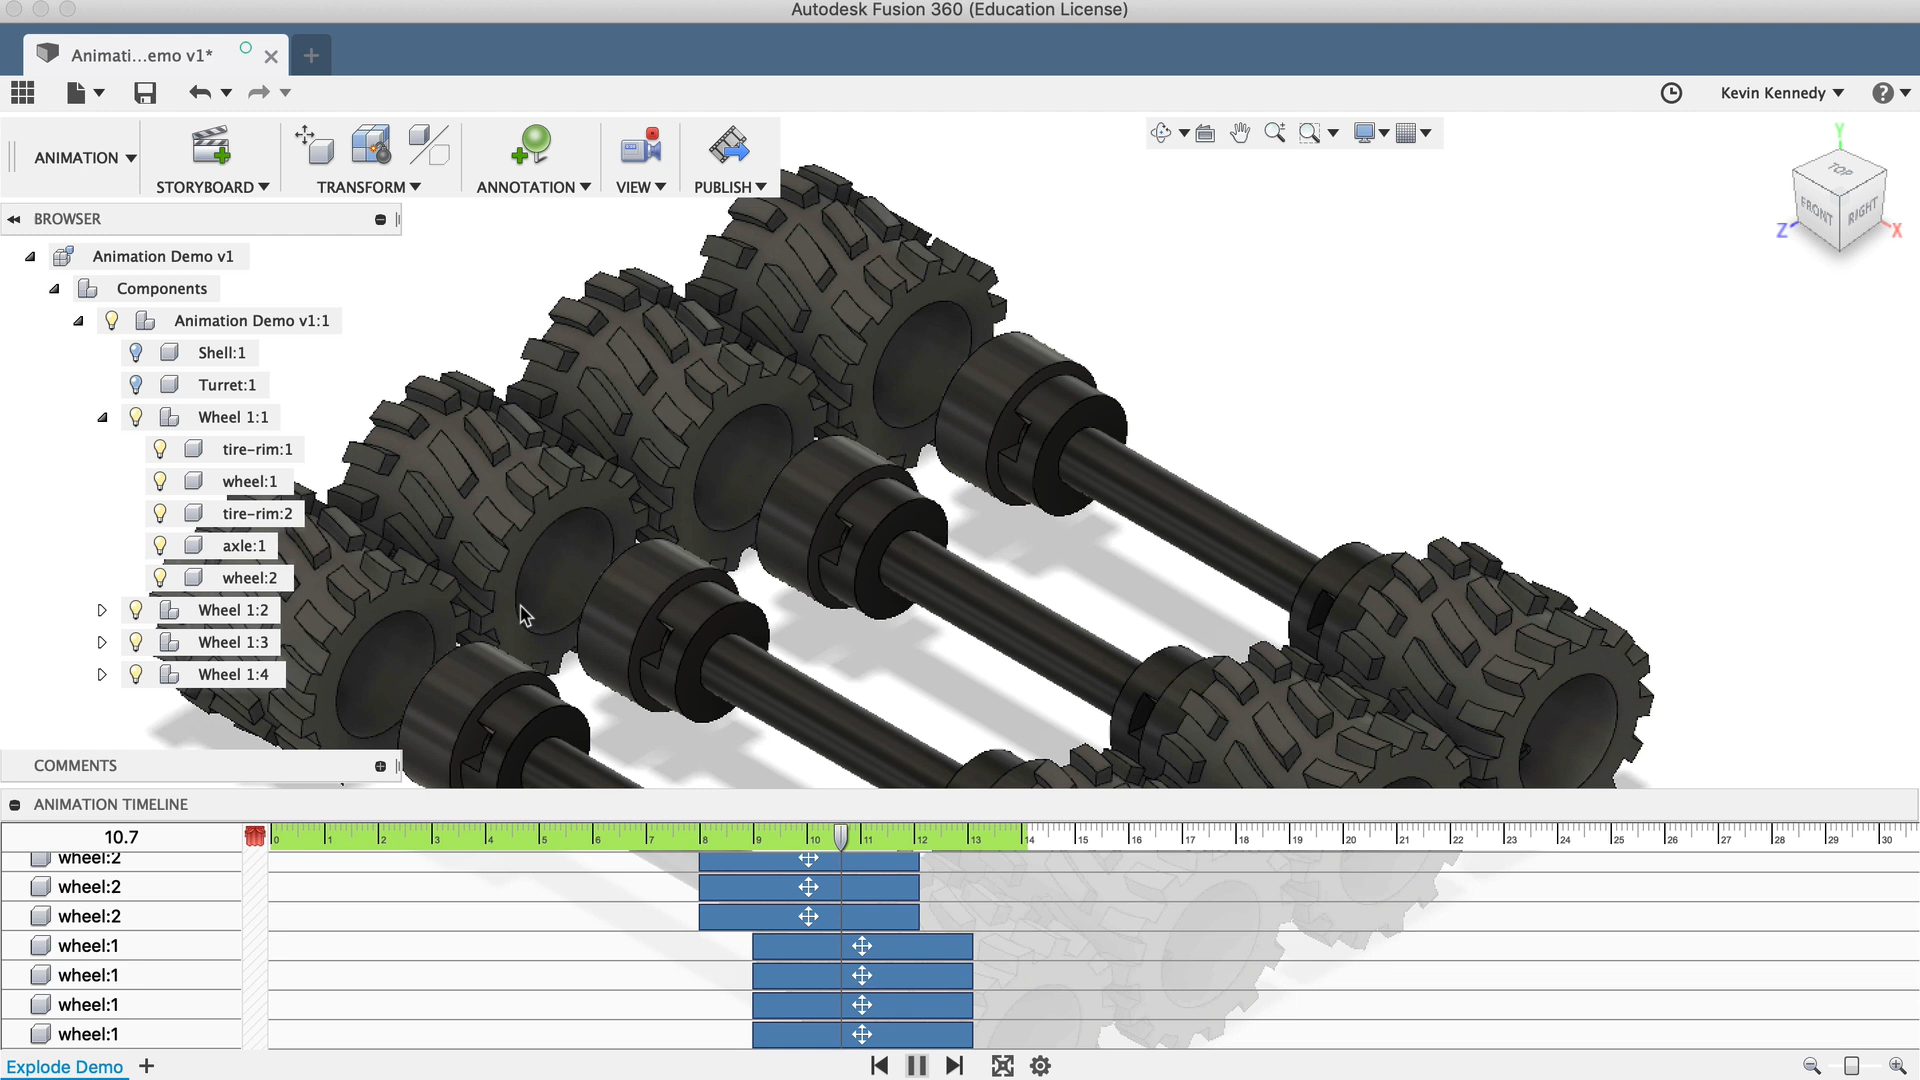 Autodesk Fusion 360 (Education License)
Animati...emo v1*
Kevin Kennedy
ANIMATION
STORYBOARD
TRANSFORM
ANNOTATION
VIEW
PUBLISH
Y
TOP
FRONT
RIGHT
Z
X
BROWSER
Animation Demo v1
Components
Animation Demo v1:1
Shell:1
Turret:1
Wheel 1:1
tire-rim:1
wheel:1
tire-rim:2
axle:1
wheel:2
Wheel 1:2
Wheel 1:3
Wheel 1:4
COMMENTS
ANIMATION TIMELINE
10.7
0 1 2 3 4 5 6 7 8 9 10 11 12 13 14 15 16 17 18 19 20 21 22 23 24 25 26 27 28 29 30
wheel:2
wheel:2
wheel:2
wheel:1
wheel:1
wheel:1
wheel:1
Explode Demo